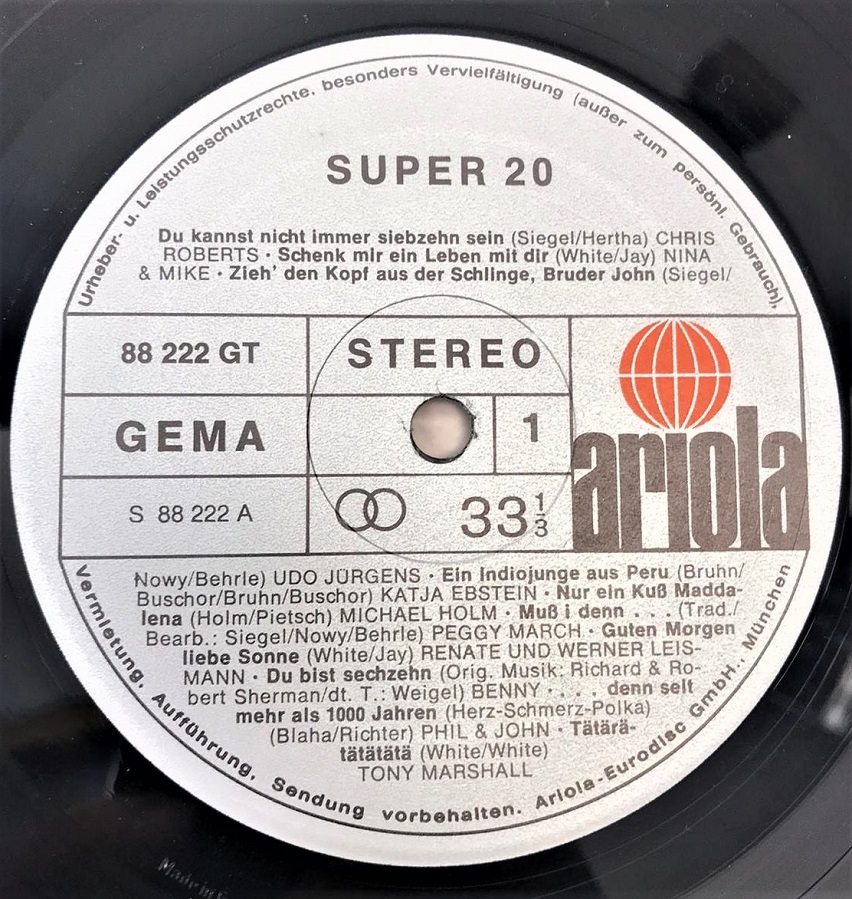 Urheber- u. Leistungsschutzrechte, besonders Vervielfältigung (außer zum persönl. Gebrauch),
SUPER 20
Du kannst nicht immer siebzehn sein (Siegel/Hertha) CHRIS
ROBERTS · Schenk mir ein Leben mit dir (White/Jay) NINA
& MIKE · Zieh' den Kopf aus der Schlinge, Bruder John (Siegel/
88 222 GT
STEREO
GEMA
1
S 88 222 A
33 1/3
ariola
Nowy/Behrle) UDO JÜRGENS · Ein Indiojunge aus Peru (Bruhn/
Buschor/Bruhn/Buschor) KATJA EBSTEIN · Nur ein Kuß Madda-
lena (Holm/Pietsch) MICHAEL HOLM · Muß i denn . . . (Trad./
Bearb.: Siegel/Nowy/Behrle) PEGGY MARCH · Guten Morgen
liebe Sonne (White/Jay) RENATE UND WERNER LEIS-
MANN · Du bist sechzehn (Orig. Musik: Richard & Ro-
bert Sherman/dt. T.: Weigel) BENNY · . . . denn seit
mehr als 1000 Jahren (Herz-Schmerz-Polka)
(Blaha/Richter) PHIL & JOHN · Tätärä-
tätätätä (White/White)
TONY MARSHALL
Vermietung, Aufführung, Sendung vorbehalten. Ariola-Eurodisc GmbH., München
Made in